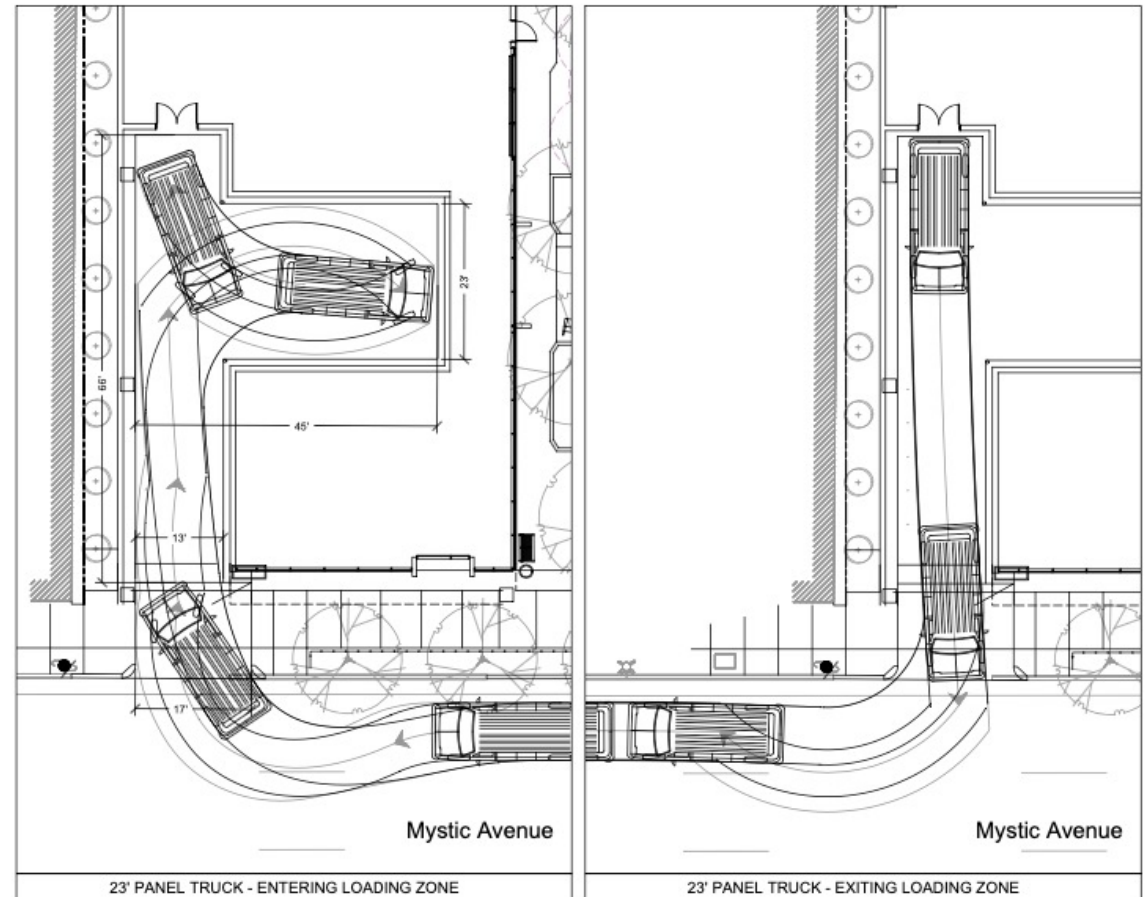 23'
66'
45'
13'
17'
Mystic Avenue
23' PANEL TRUCK - ENTERING LOADING ZONE
Mystic Avenue
23' PANEL TRUCK - EXITING LOADING ZONE